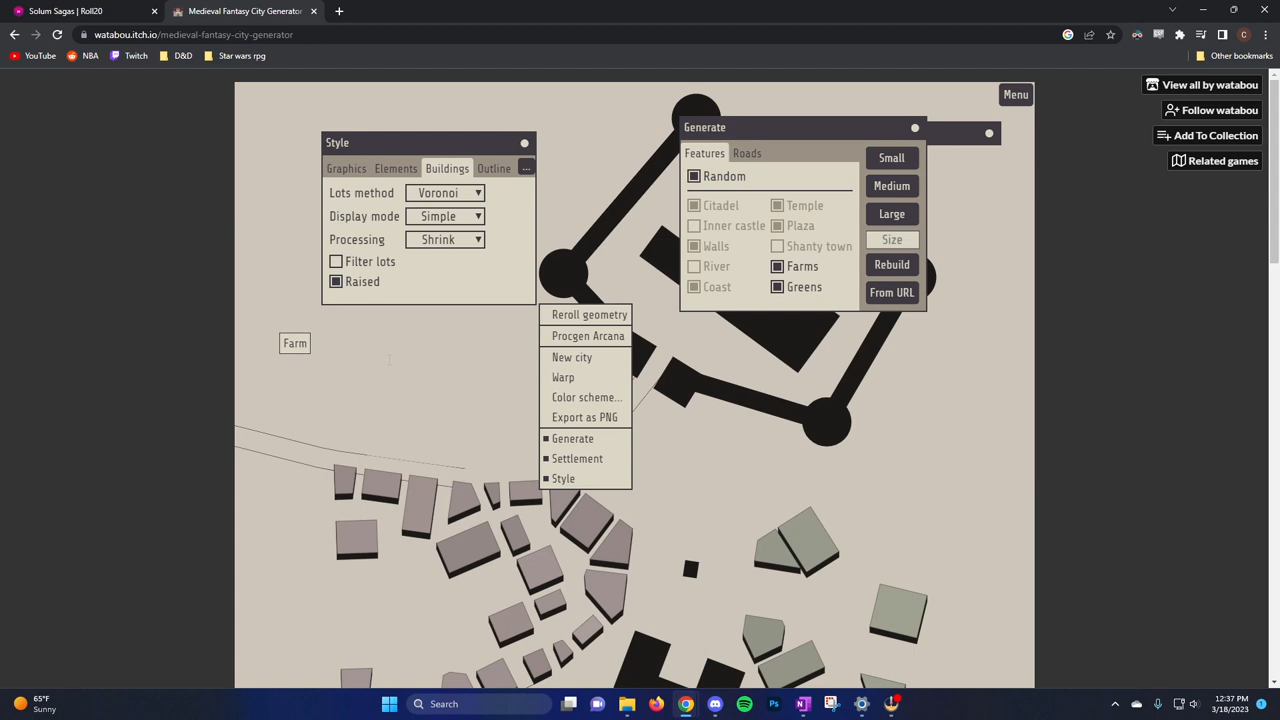 Solum Sagas | Roll20
Medieval Fantasy City Generator
watabou.itch.io/medieval-fantasy-city-generator
C
YouTube
NBA
Twitch
D&D
Star wars rpg
Other bookmarks
View all by watabou
Follow watabou
Add To Collection
Related games
Menu
Style
Graphics Elements Buildings Outline ...
Lots method Voronoi
Display mode Simple
Processing Shrink
Filter lots
Raised
Generate
Features Roads
Random
Citadel Temple
Inner castle Plaza
Walls Shanty town
River Farms
Coast Greens
Small
Medium
Large
Size
Rebuild
From URL
Farm
Reroll geometry
Procgen Arcana
New city
Warp
Color scheme...
Export as PNG
Generate
Settlement
Style
65°F
Sunny
Search
Ps
12:37 PM
3/18/2023